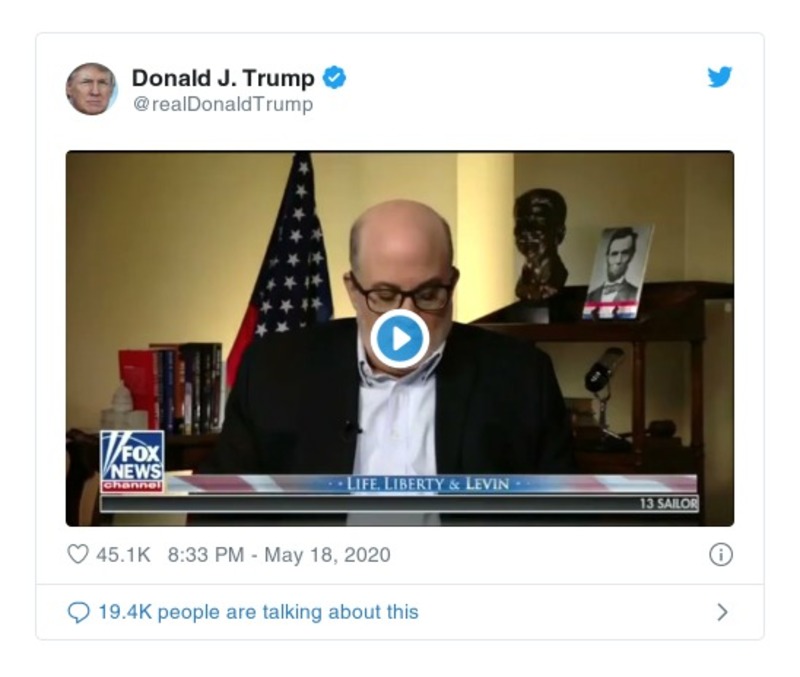 Donald J. Trump
@realDonaldTrump
FOX
NEWS
channel
LIFE, LIBERTY & LEVIN
13 SAILOR
45.1K 8:33 PM - May 18, 2020
19.4K people are talking about this